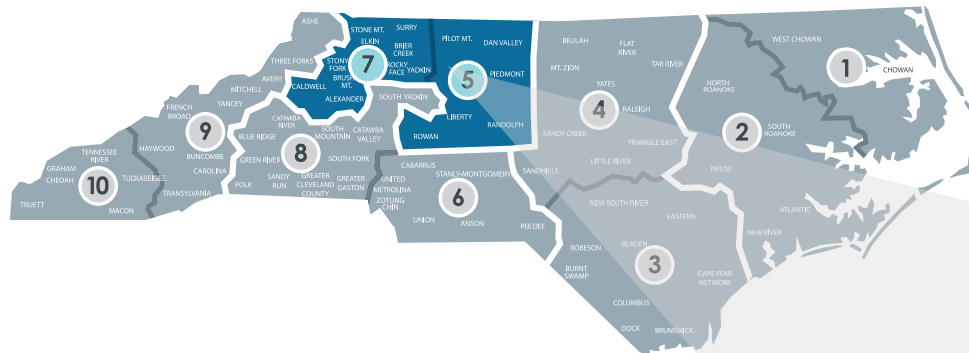 ASHE
THREE FORKS
AVERY
MITCHELL
STONE MT.
SURRY
ELKIN
BRIER
CREEK
STONY
FORK
7
ROCKY
FACE
YADKIN
BRUSHY
MT.
CALDWELL
ALEXANDER
PILOT MT.
DAN VALLEY
5
PIEDMONT
LIBERTY
RANDOLPH
ROWAN
SOUTH YADKIN
BEULAH
FLAT
RIVER
MT. ZION
TAR RIVER
YATES
4
RALEIGH
SANDY CREEK
TRIANGLE EAST
LITTLE RIVER
SANDHILLS
WEST CHOWAN
1
CHOWAN
NORTH
ROANOKE
2
SOUTH
ROANOKE
NEUSE
ATLANTIC
NEW RIVER
FRENCH
BROAD
YANCEY
9
HAYWOOD
BUNCOMBE
CAROLINA
TRANSYLVANIA
TENNESSEE
RIVER
GRAHAM
CHEOAH
10
TUCKASEIGEE
TRUETT
MACON
CATAWBA
RIVER
BLUE RIDGE
SOUTH
MOUNTAIN
CATAWBA
VALLEY
8
GREEN RIVER
SOUTH FORK
SANDY
RUN
GREATER
CLEVELAND
COUNTY
GREATER
GASTON
POLK
CABARRUS
STANLY-MONTGOMERY
UNITED
METROLINA
ZOTUNG
CHIN
6
UNION
ANSON
PEE DEE
NEW SOUTH RIVER
EASTERN
ROBESON
BLADEN
3
BURNT
SWAMP
CAPE FEAR
NETWORK
COLUMBUS
DOCK
BRUNSWICK